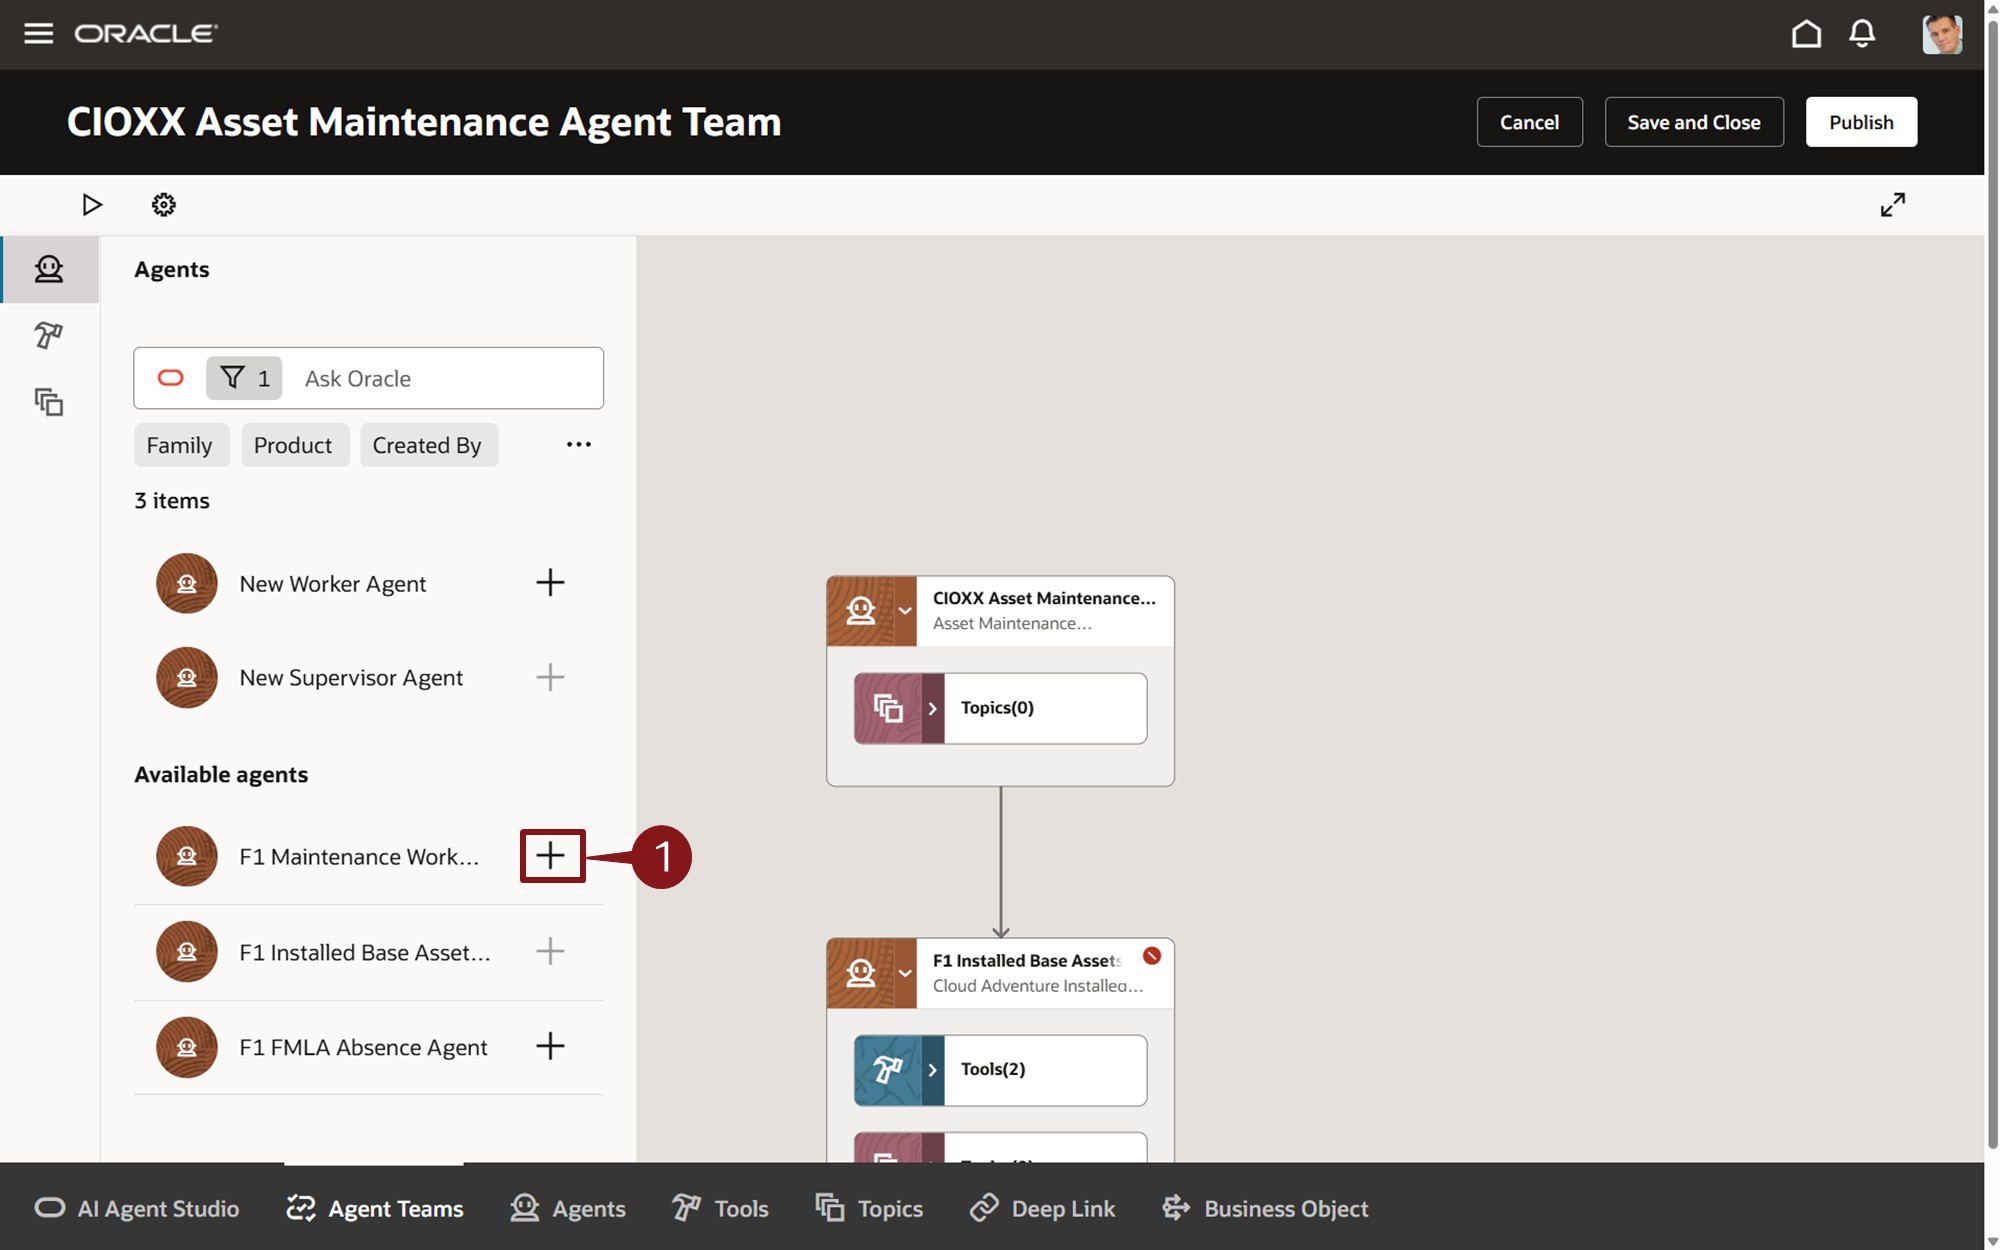 ORACLE
CIOXX Asset Maintenance Agent Team
Cancel
Save and Close
Publish
Agents
1
Ask Oracle
Family
Product
Created By
3 items
New Worker Agent
New Supervisor Agent
Available agents
F1 Maintenance Work...
1
F1 Installed Base Asset...
F1 FMLA Absence Agent
CIOXX Asset Maintenance...
Asset Maintenance...
Topics(0)
F1 Installed Base Assets
Cloud Adventure Installed...
Tools(2)
AI Agent Studio
Agent Teams
Agents
Tools
Topics
Deep Link
Business Object